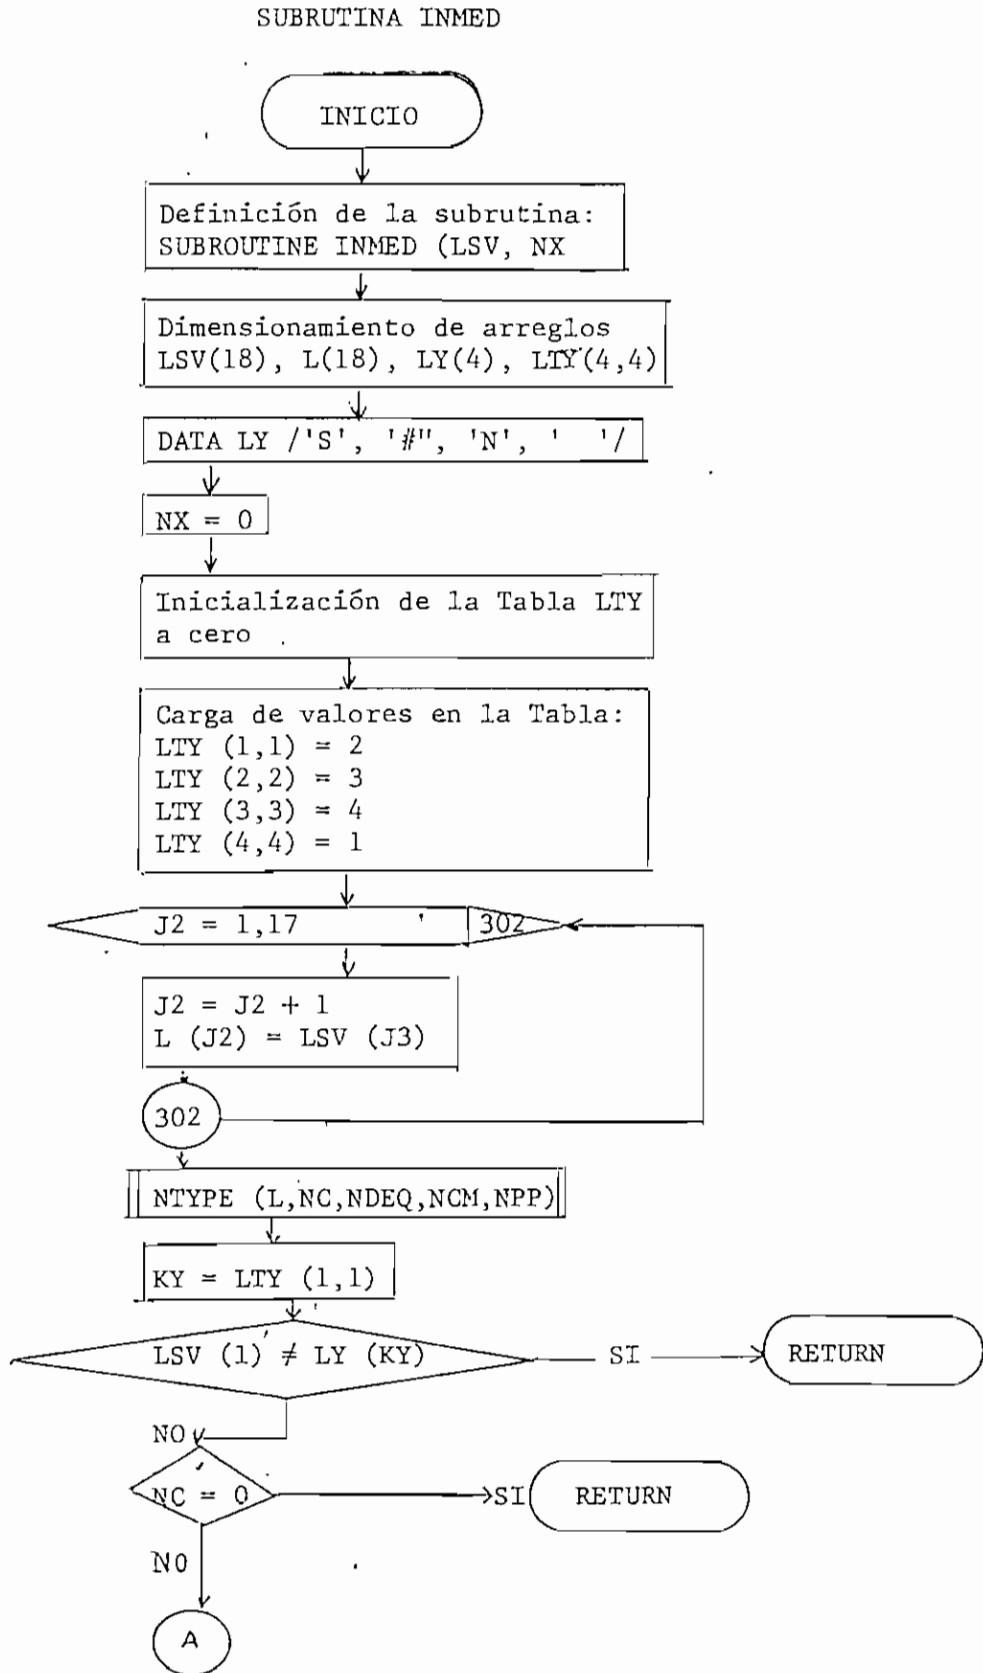 SUBRUTINA INMED
INICIO
Definición de la subrutina:
SUBROUTINE INMED (LSV, NX
Dimensionamiento de arreglos
LSV(18), L(18), LY(4), LTY(4,4)
DATA LY /'S', '#", 'N', ' '/
NX = 0
Inicialización de la Tabla LTY
a cero
Carga de valores en la Tabla:
LTY (1,1) = 2
LTY (2,2) = 3
LTY (3,3) = 4
LTY (4,4) = 1
J2 = 1,17 302
J2 = J2 + 1
L (J2) = LSV (J3)
302
NTYPE (L,NC,NDEQ,NCM,NPP)
KY = LTY (1,1)
LSV (1) ≠ LY (KY) SI RETURN
NO
NC = 0 SI RETURN
NO
A